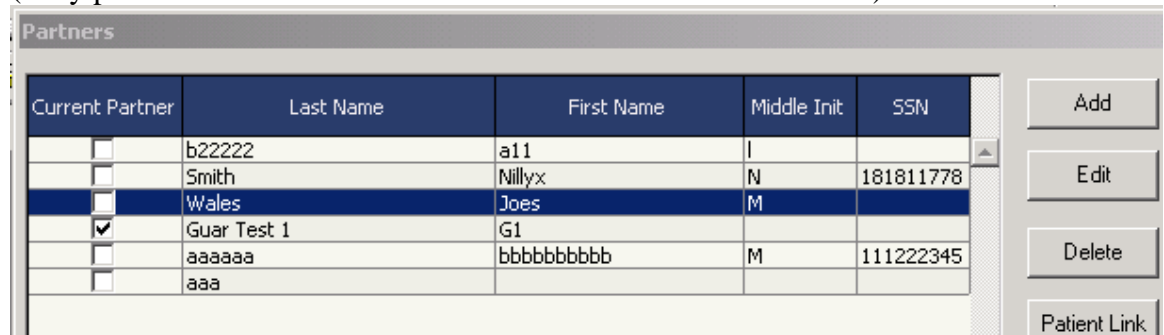 Partners
Current Partner Last Name First Name Middle Init SSN
b22222 a11 I
Smith Nillyx N 181811778
Wales Joes M
Guar Test 1 G1
aaaaaa bbbbbbbbbb M 111222345
aaa
Add
Edit
Delete
Patient Link